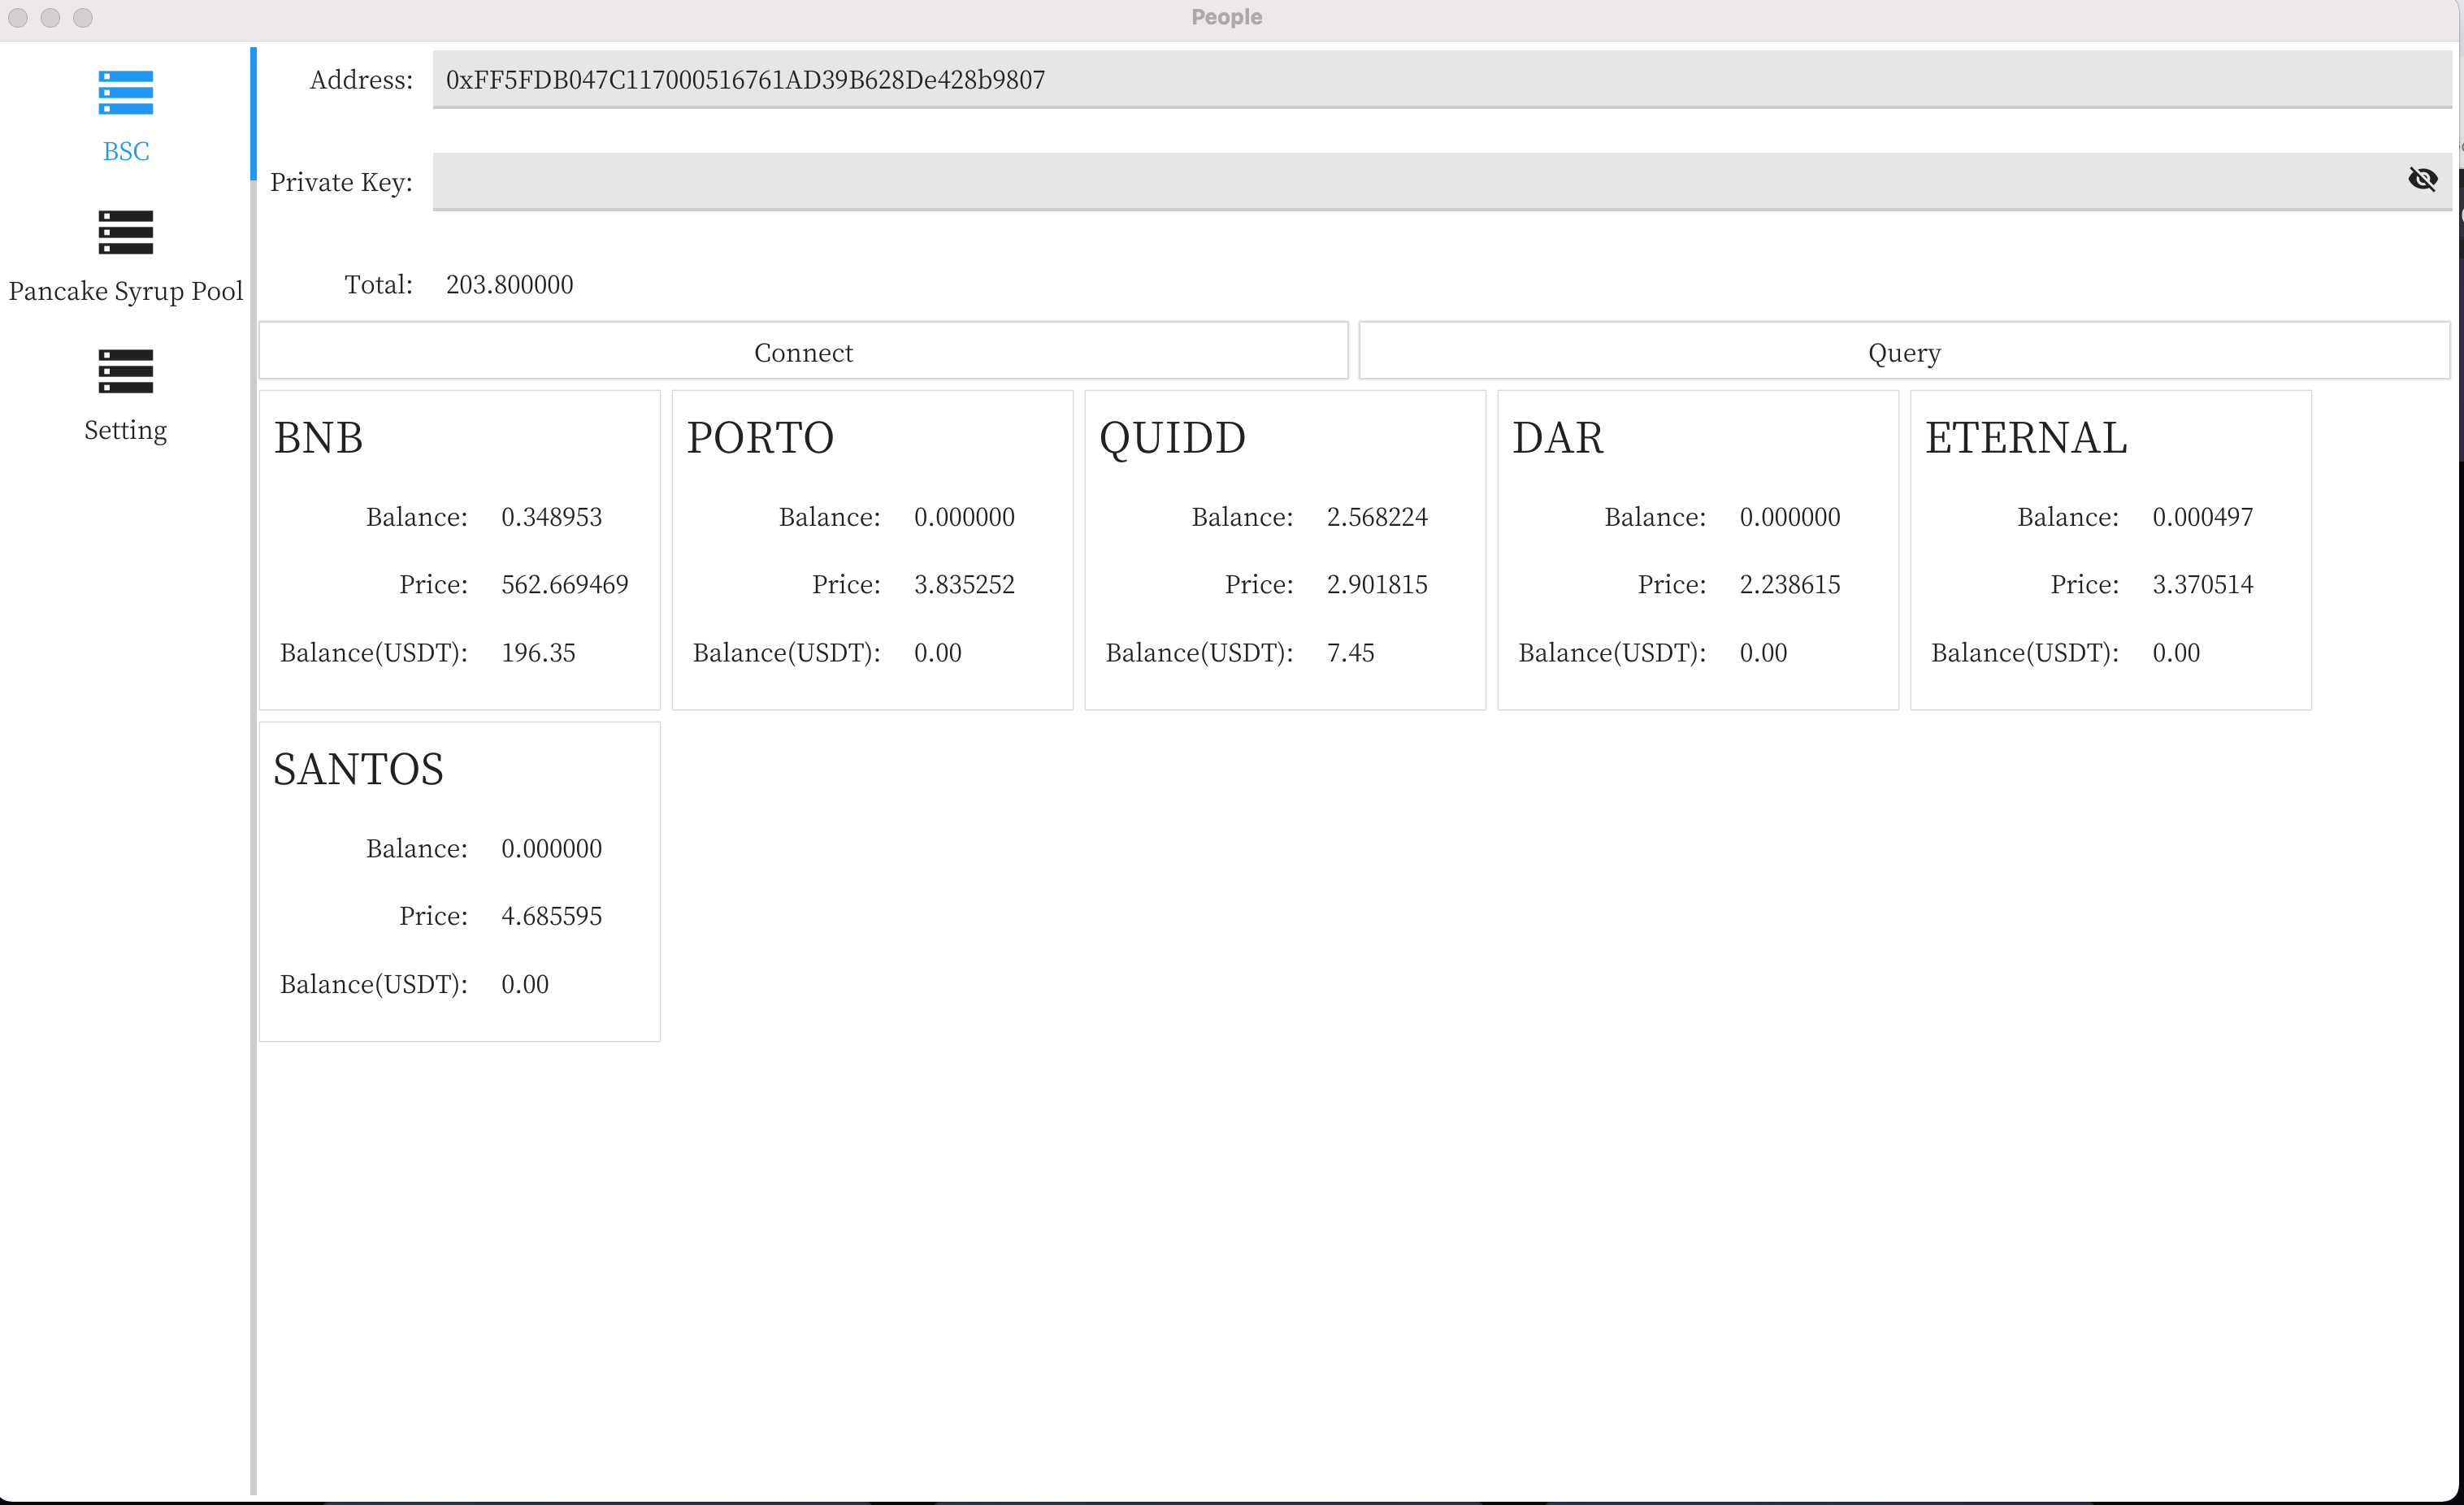 People
BSC
Pancake Syrup Pool
Setting
Address: 0xFF5FDB047C117000516761AD39B628De428b9807
Private Key:
Total: 203.800000
Connect
Query
BNB
Balance: 0.348953
Price: 562.669469
Balance(USDT): 196.35
PORTO
Balance: 0.000000
Price: 3.835252
Balance(USDT): 0.00
QUIDD
Balance: 2.568224
Price: 2.901815
Balance(USDT): 7.45
DAR
Balance: 0.000000
Price: 2.238615
Balance(USDT): 0.00
ETERNAL
Balance: 0.000497
Price: 3.370514
Balance(USDT): 0.00
SANTOS
Balance: 0.000000
Price: 4.685595
Balance(USDT): 0.00